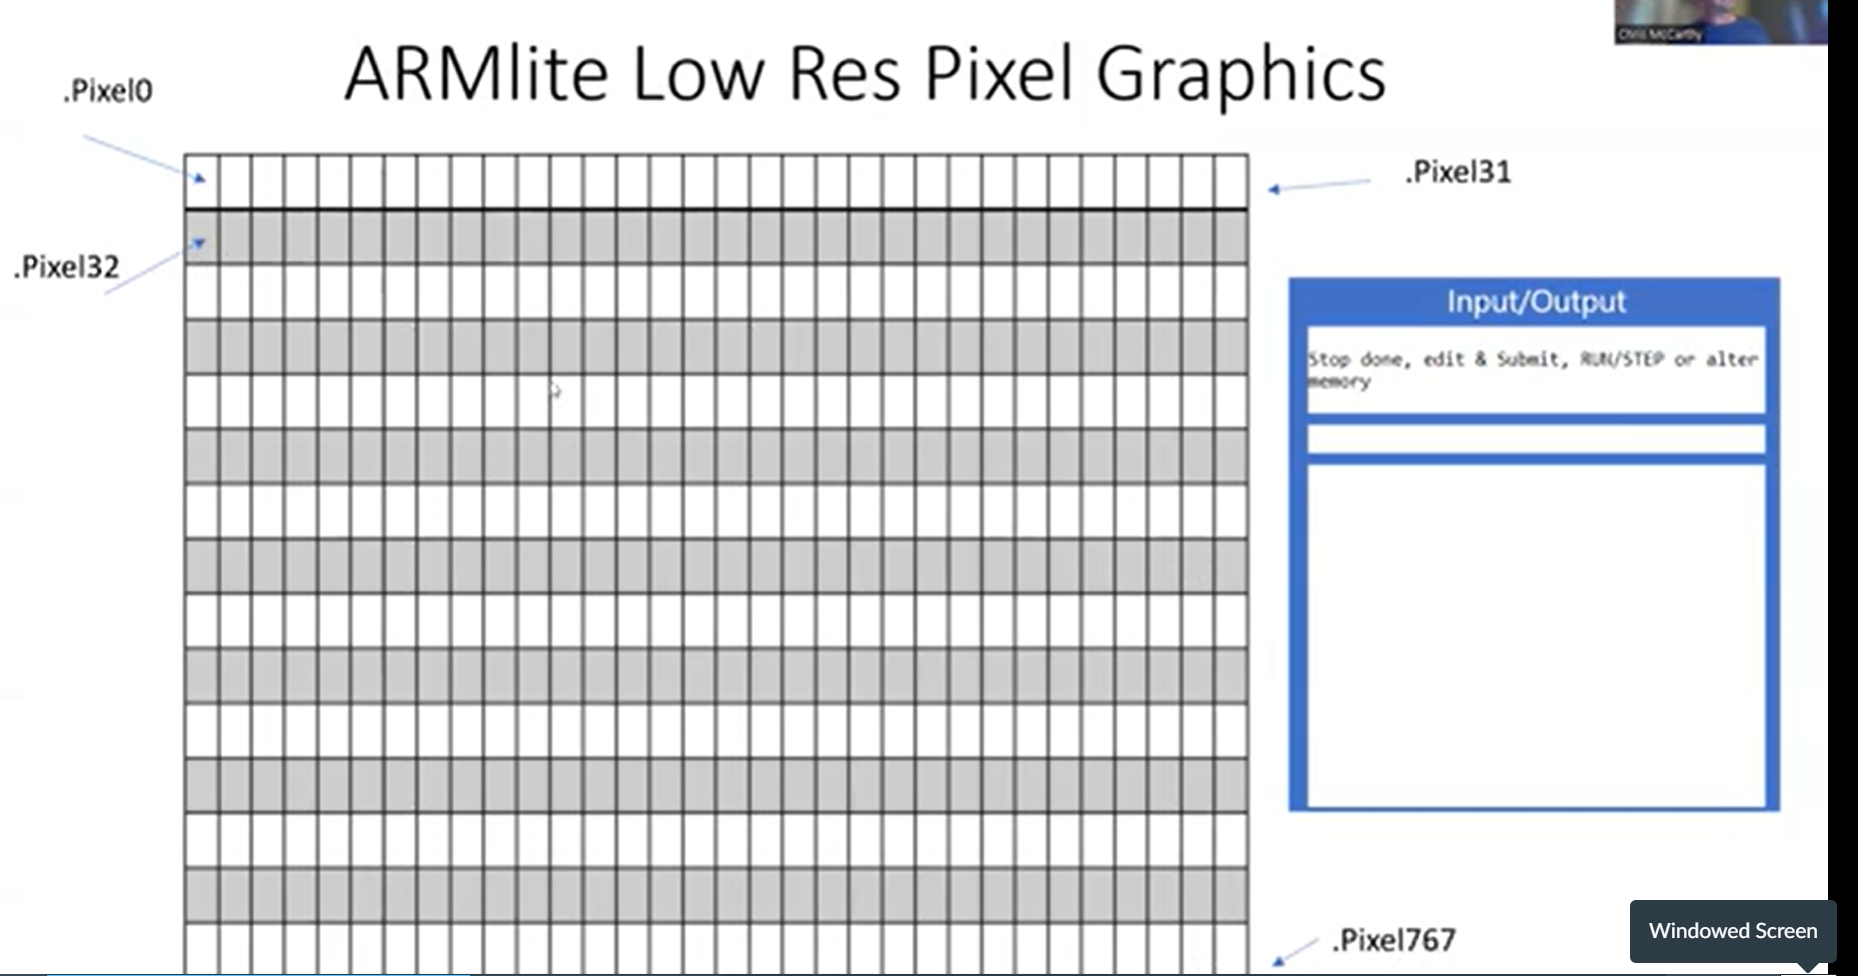 Chris McCarthy
ARMlite Low Res Pixel Graphics
.Pixel0
.Pixel31
.Pixel32
Input/Output
Stop done, edit & Submit, RUN/STEP or alter
memory
.Pixel767
Windowed Screen